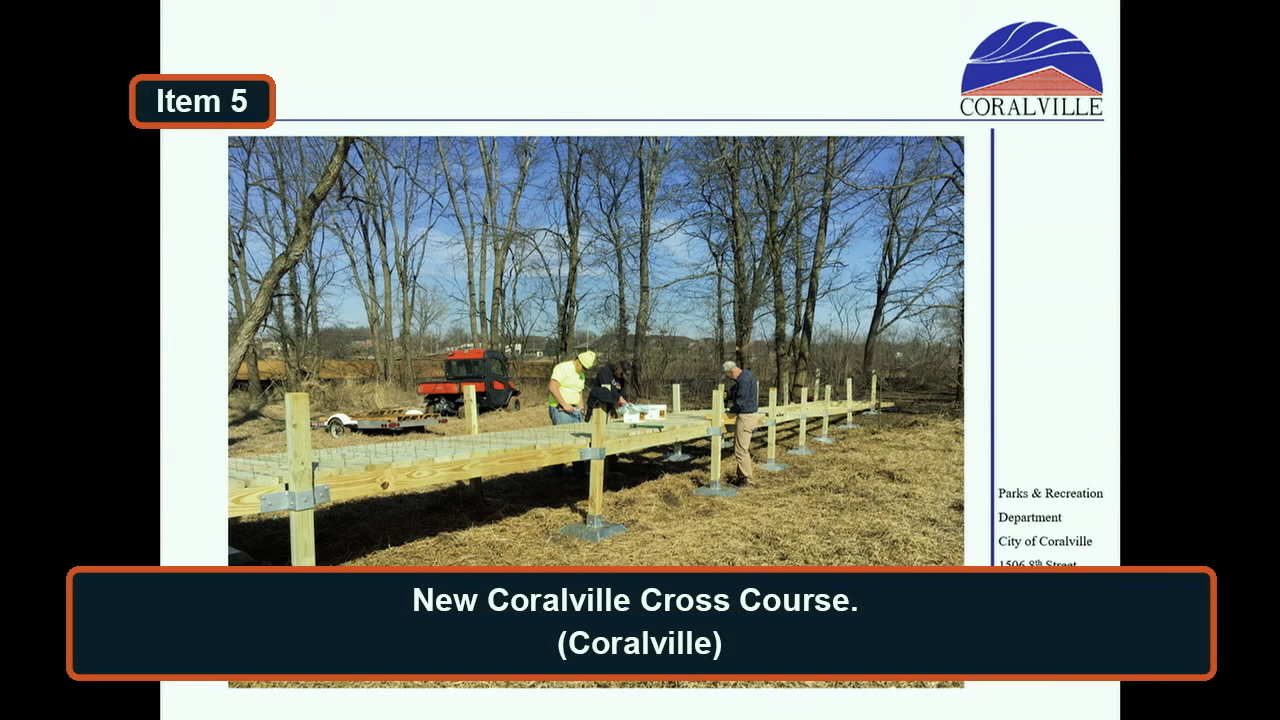 CORALVILLE
Item 5
Parks & Recreation
Department
City of Coralville
1506 8th Street
New Coralville Cross Course.
(Coralville)